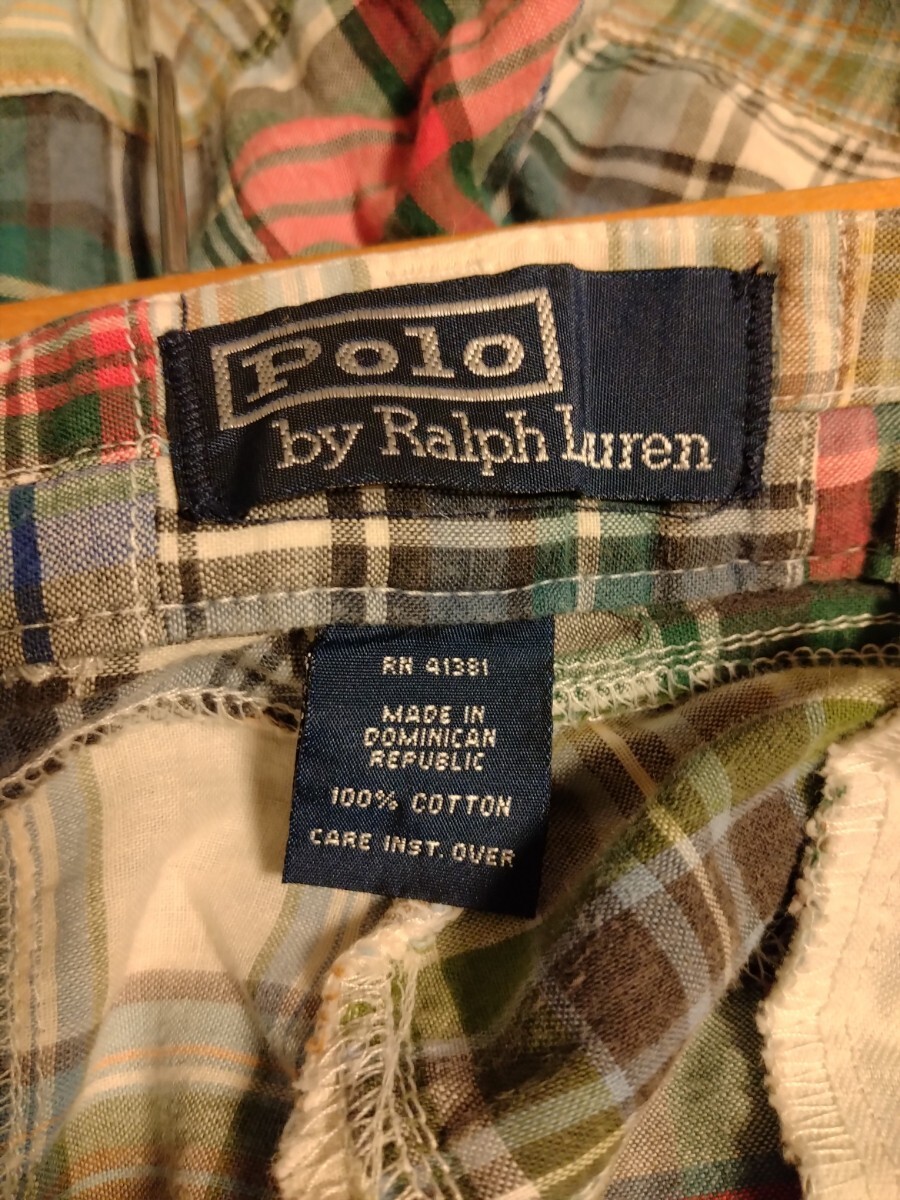 Polo
by Ralph Luren
RN 41381
MADE IN
DOMINICAN
REPUBLIC
100% COTTON
CARE INST. OVER